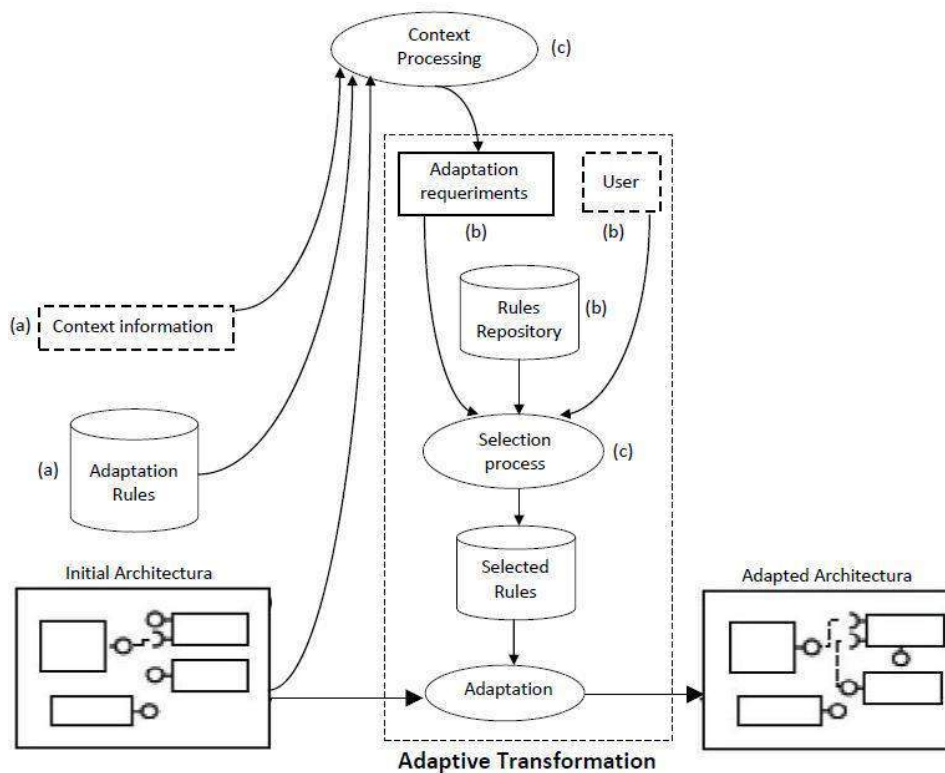 Context
Processing
(c)
Adaptation
requeriments
User
(b)
(b)
(a)
Context information
Rules
Repository
(b)
(a)
Adaptation
Rules
Selection
process
(c)
Initial Architectura
Selected
Rules
Adapted Architectura
Adaptation
Adaptive Transformation